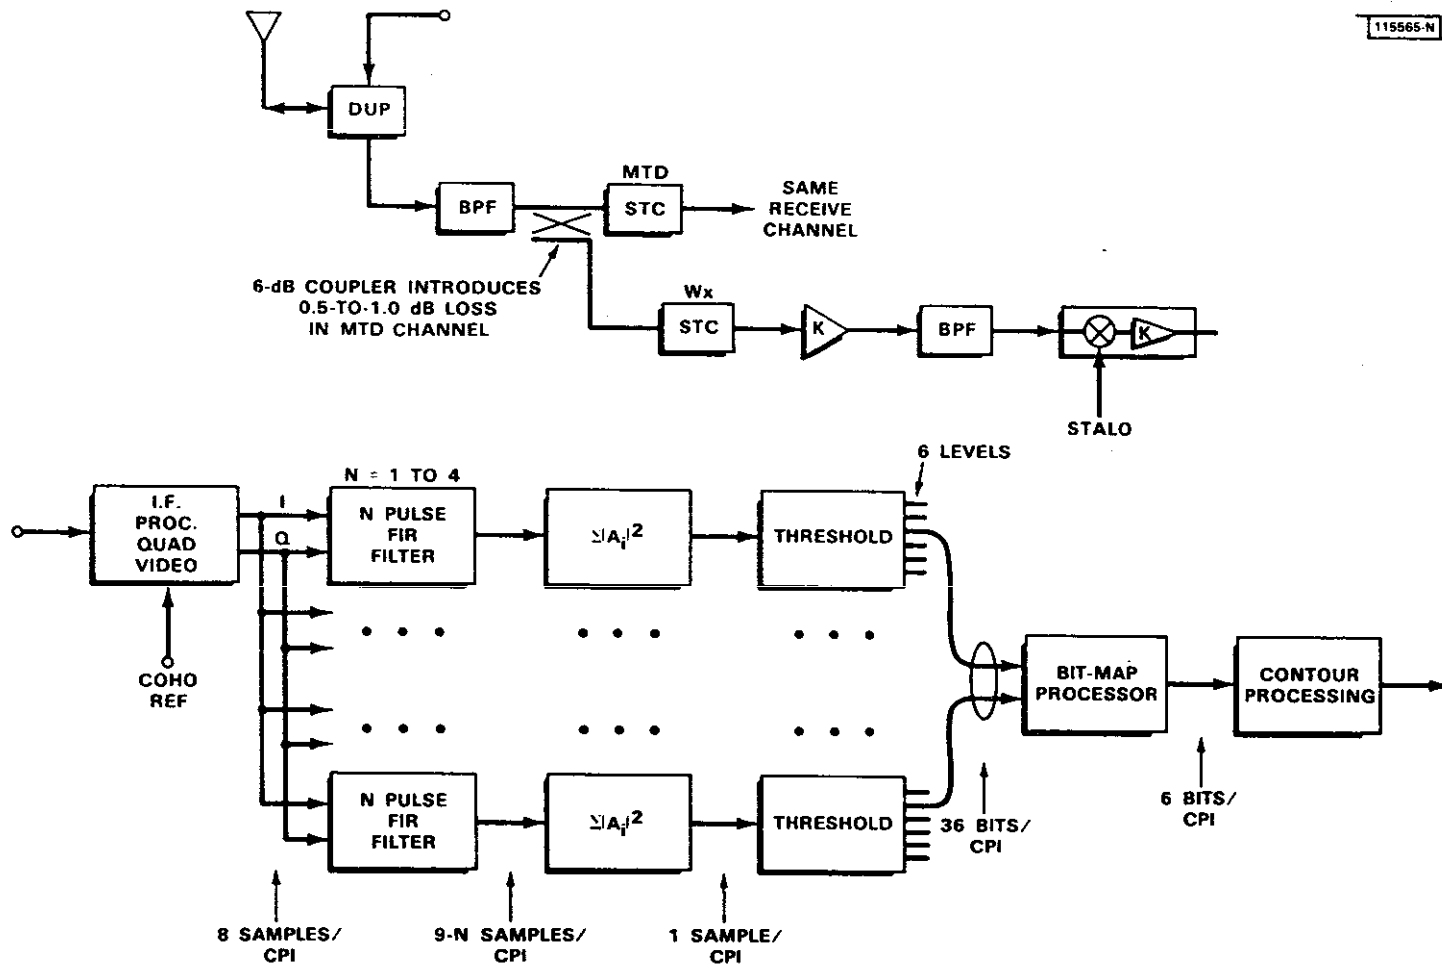 115565-N
DUP
BPF
MTD
STC
SAME
RECEIVE
CHANNEL
6-dB COUPLER INTRODUCES
0.5-TO-1.0 dB LOSS
IN MTD CHANNEL
Wx
STC
K
BPF
K
STALO
6 LEVELS
N = 1 TO 4
I.F.
PROC.
QUAD
VIDEO
I
Q
N PULSE
FIR
FILTER
Σ|Ai|2
THRESHOLD
COHO
REF
BIT-MAP
PROCESSOR
CONTOUR
PROCESSING
N PULSE
FIR
FILTER
Σ|Ai|2
THRESHOLD
36 BITS/
CPI
6 BITS/
CPI
8 SAMPLES/
CPI
9-N SAMPLES/
CPI
1 SAMPLE/
CPI